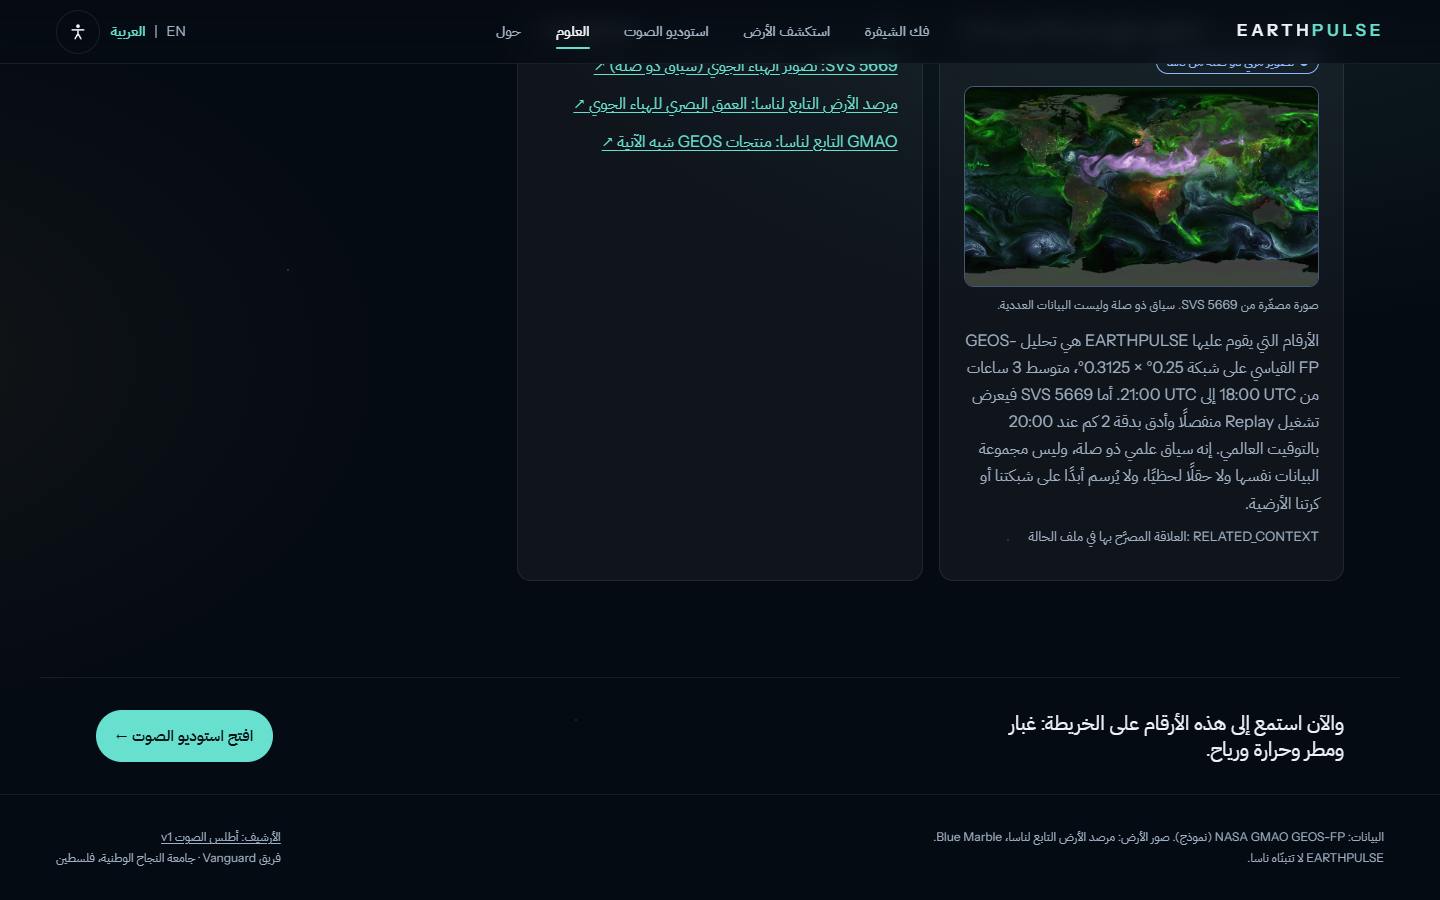 EARTHPULSE
فك الشيفرة
استكشف الأرض
استوديو الصوت
العلوم
حول
EN | العربية
SVS 5669: تصوير الهباء الجوي (سياق ذو صلة) ↗
مرصد الأرض التابع لناسا: العمق البصري للهباء الجوي ↗
GMAO التابع لناسا: منتجات GEOS شبه الآنية ↗
صورة مصغّرة من SVS 5669. سياق ذو صلة وليست البيانات العددية.
الأرقام التي يقوم عليها EARTHPULSE هي تحليل GEOS-
FP القياسي على شبكة 0.25° × 0.3125°، متوسط 3 ساعات
من 18:00 UTC إلى 21:00 UTC. أما SVS 5669 فيعرض
تشغيل Replay منفصلًا وأدق بدقة 2 كم عند 20:00
بالتوقيت العالمي. إنه سياق علمي ذو صلة، وليس مجموعة
البيانات نفسها ولا حقلًا لحظيًا، ولا يُرسم أبدًا على شبكتنا أو
كرتنا الأرضية.
العلاقة المصرَّح بها في ملف الحالة: RELATED_CONTEXT
والآن استمع إلى هذه الأرقام على الخريطة: غبار
ومطر وحرارة ورياح.
افتح استوديو الصوت ←
البيانات: NASA GMAO GEOS-FP (نموذج). صور الأرض: مرصد الأرض التابع لناسا، Blue Marble.
EARTHPULSE لا تتبنّاه ناسا.
الأرشيف: أطلس الصوت v1
فريق Vanguard · جامعة النجاح الوطنية، فلسطين